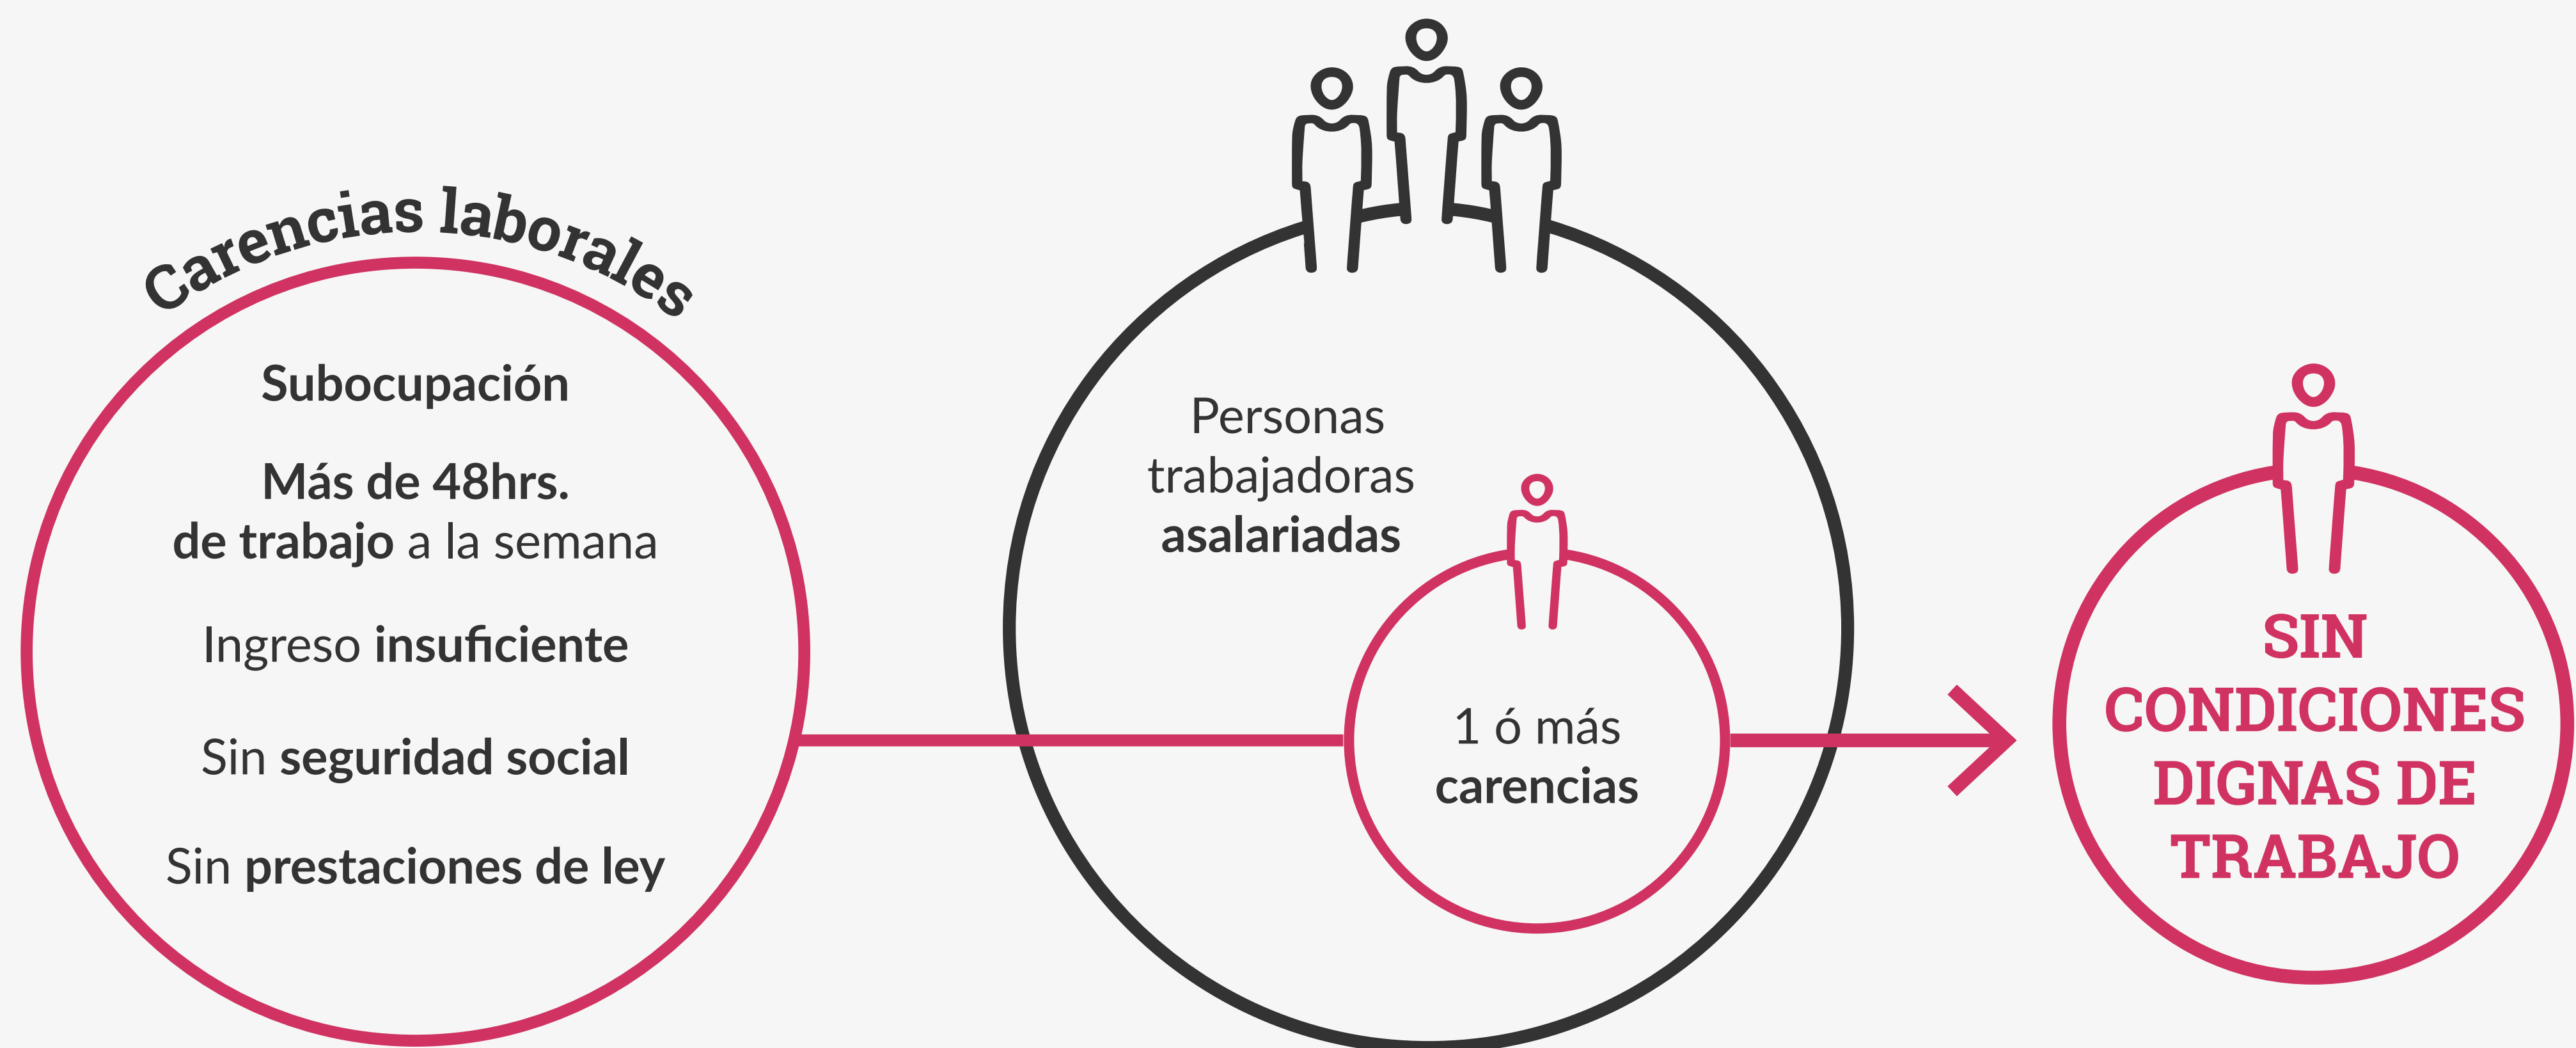 Carencias laborales
Subocupación
Más de 48hrs.
de trabajo a la semana
Ingreso insuficiente
Sin seguridad social
Sin prestaciones de ley
Personas
trabajadoras
asalariadas
1 ó más
carencias
SIN
CONDICIONES
DIGNAS DE
TRABAJO